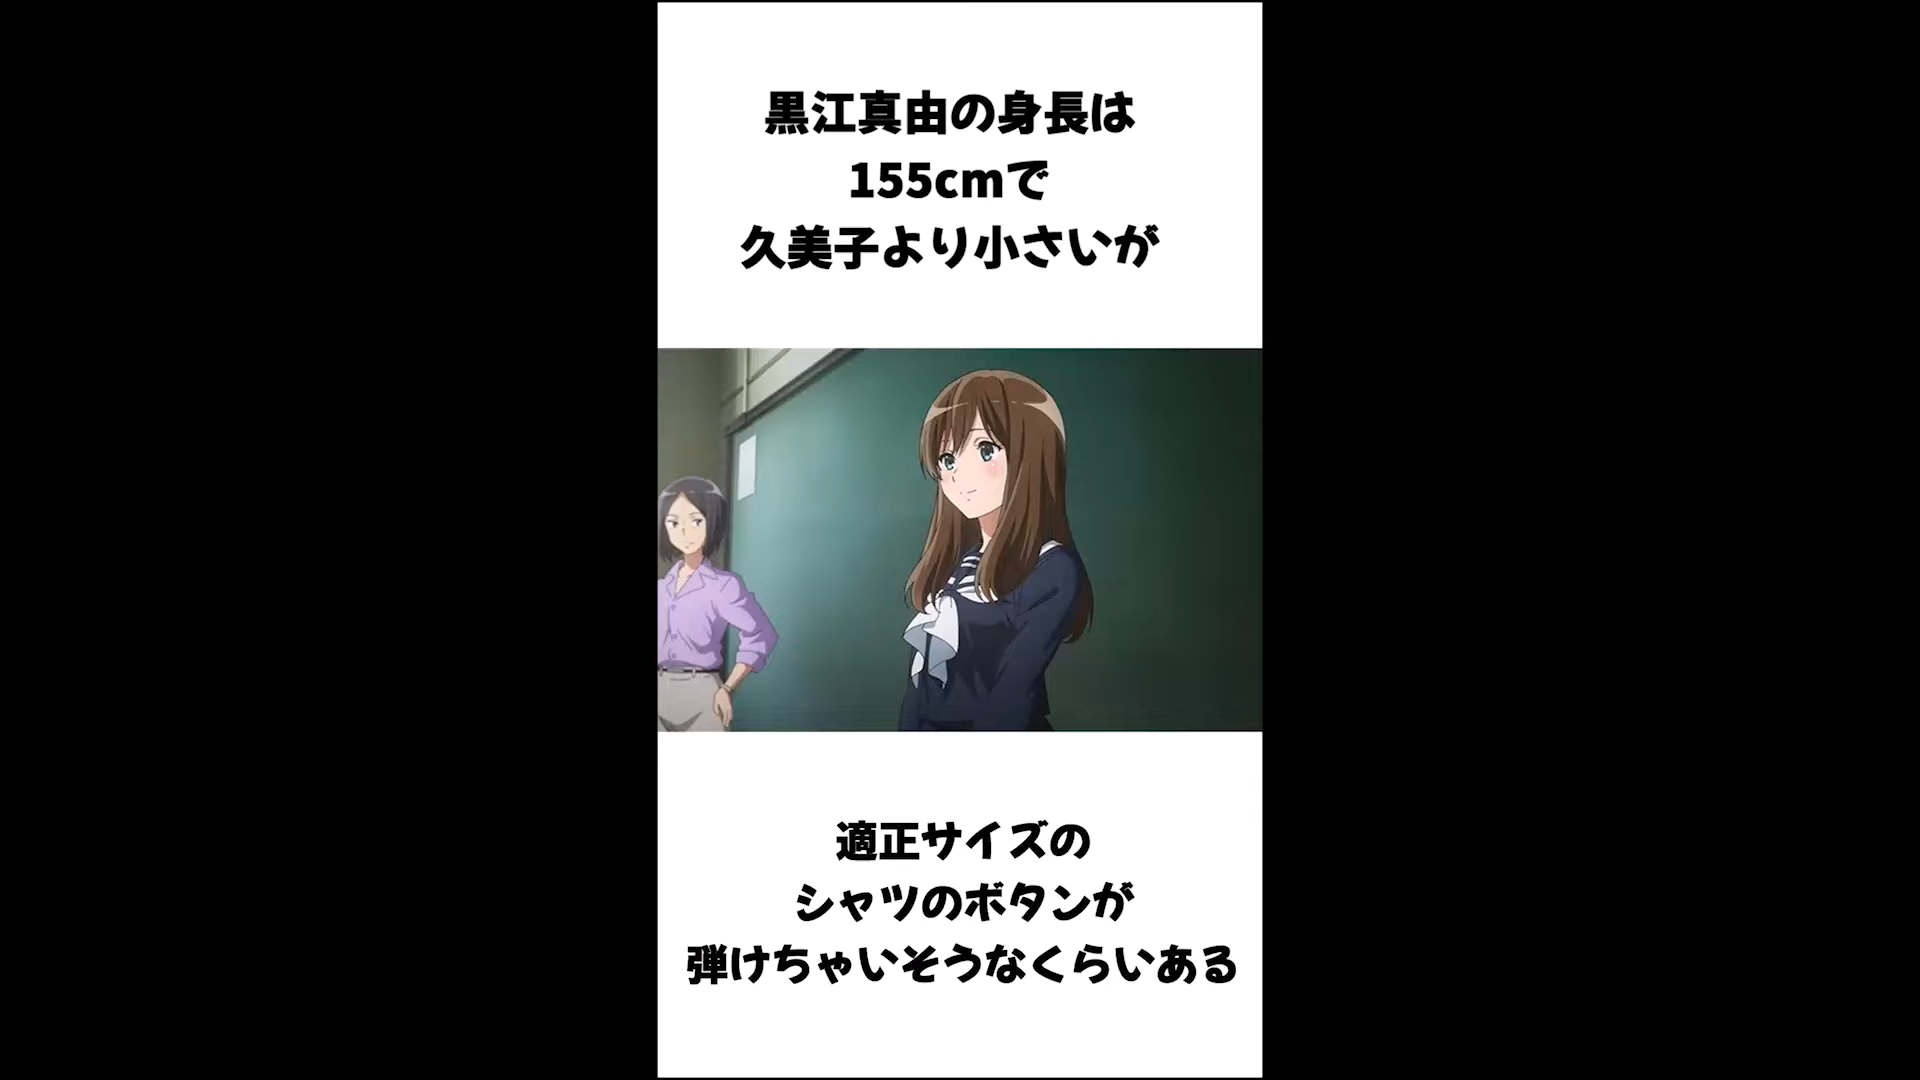 黒江真由の身長は
155cmで
久美子より小さいが
適正サイズの
シャツのボタンが
弾けちゃいそうなくらいある